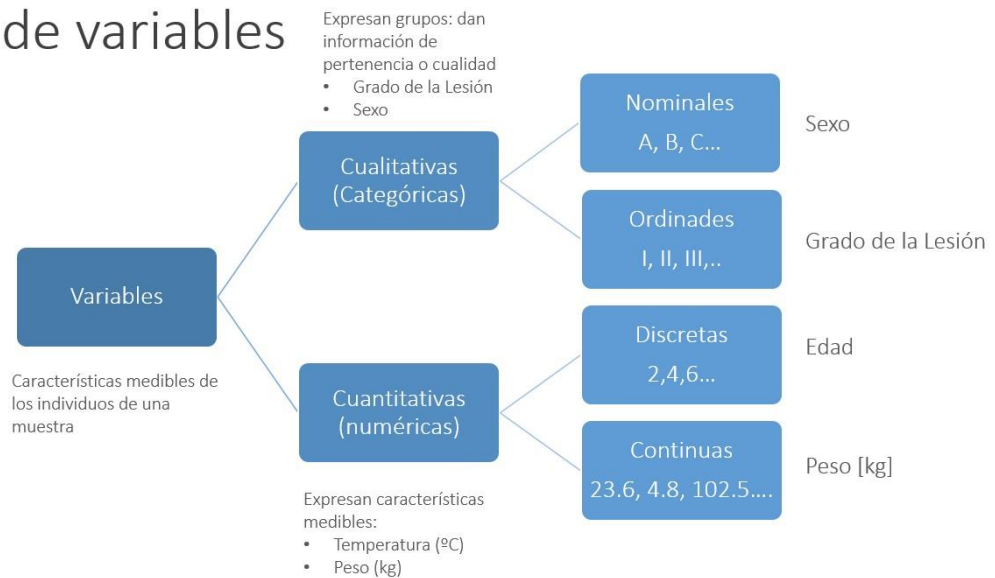 de variables
Expresan grupos: dan
información de
pertenencia o cualidad
• Grado de la Lesión
• Sexo
Nominales
A, B, C...
Sexo
Cualitativas
(Categóricas)
Ordinades
I, II, III,..
Grado de la Lesión
Variables
Características medibles de
los individuos de una
muestra
Discretas
2,4,6...
Edad
Cuantitativas
(numéricas)
Continuas
23.6, 4.8, 102.5....
Peso [kg]
Expresan características
medibles:
• Temperatura (ºC)
• Peso (kg)